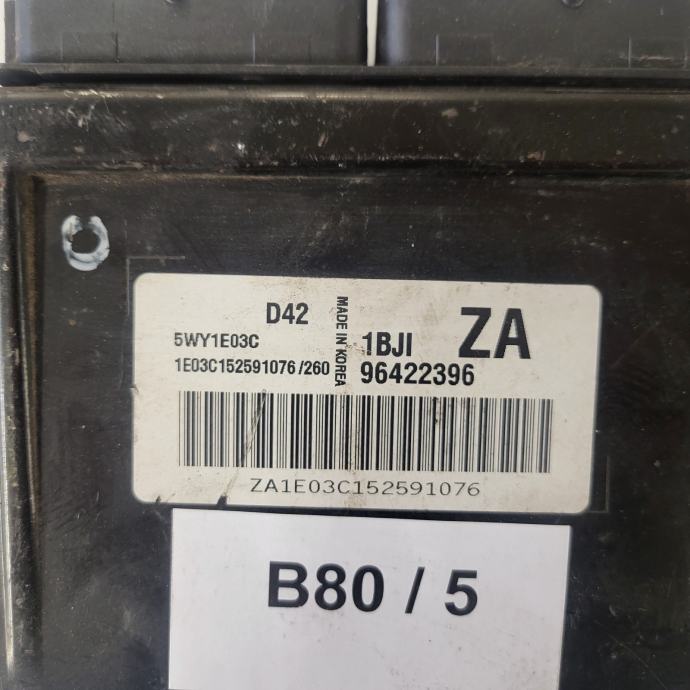 D42
5WY1E03C
1E03C152591076 /260
MADE IN KOREA
1BJI
ZA
96422396
ZA1E03C152591076
B80 / 5